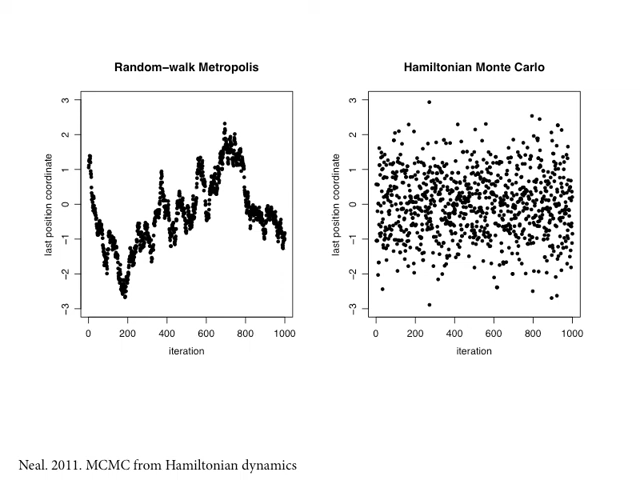 Random−walk Metropolis
last position coordinate
3
2
1
0
−1
−2
−3
0 200 400 600 800 1000
iteration
Hamiltonian Monte Carlo
last position coordinate
3
2
1
0
−1
−2
−3
0 200 400 600 800 1000
iteration
Neal. 2011. MCMC from Hamiltonian dynamics